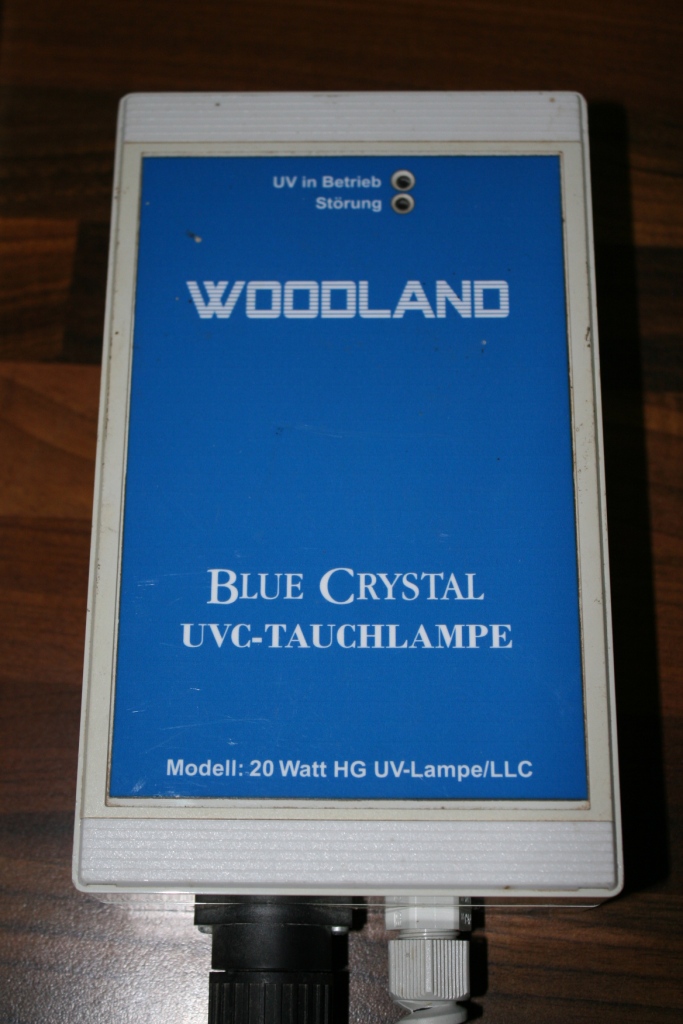 UV in Betrieb
Störung
WOODLAND
BLUE CRYSTAL
UVC-TAUCHLAMPE
Modell: 20 Watt HG UV-Lampe/LLC